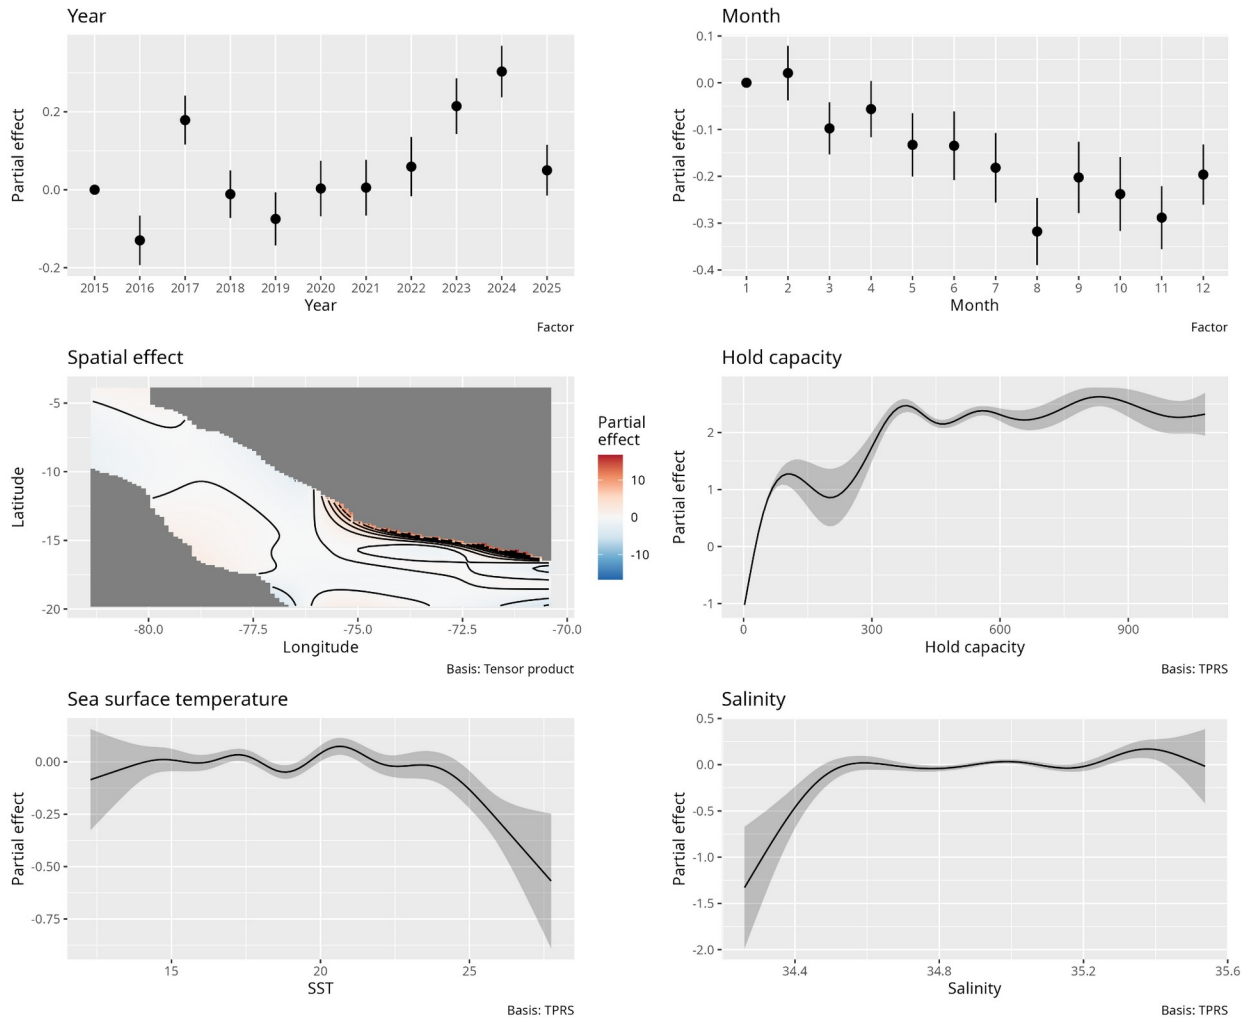 Year
Partial effect
0.2
0.0
-0.2
2015 2016 2017 2018 2019 2020 2021 2022 2023 2024 2025
Year
Factor
Month
Partial effect
0.1
0.0
-0.1
-0.2
-0.3
-0.4
1 2 3 4 5 6 7 8 9 10 11 12
Month
Factor
Spatial effect
Latitude
-5
-10
-15
-20
-80.0 -77.5 -75.0 -72.5 -70.0
Longitude
Basis: Tensor product
Partial
effect
10
0
-10
Hold capacity
Partial effect
2
1
0
-1
0 300 600 900
Hold capacity
Basis: TPRS
Sea surface temperature
Partial effect
0.00
-0.25
-0.50
-0.75
15 20 25
SST
Basis: TPRS
Salinity
Partial effect
0.5
0.0
-0.5
-1.0
-1.5
-2.0
34.4 34.8 35.2 35.6
Salinity
Basis: TPRS